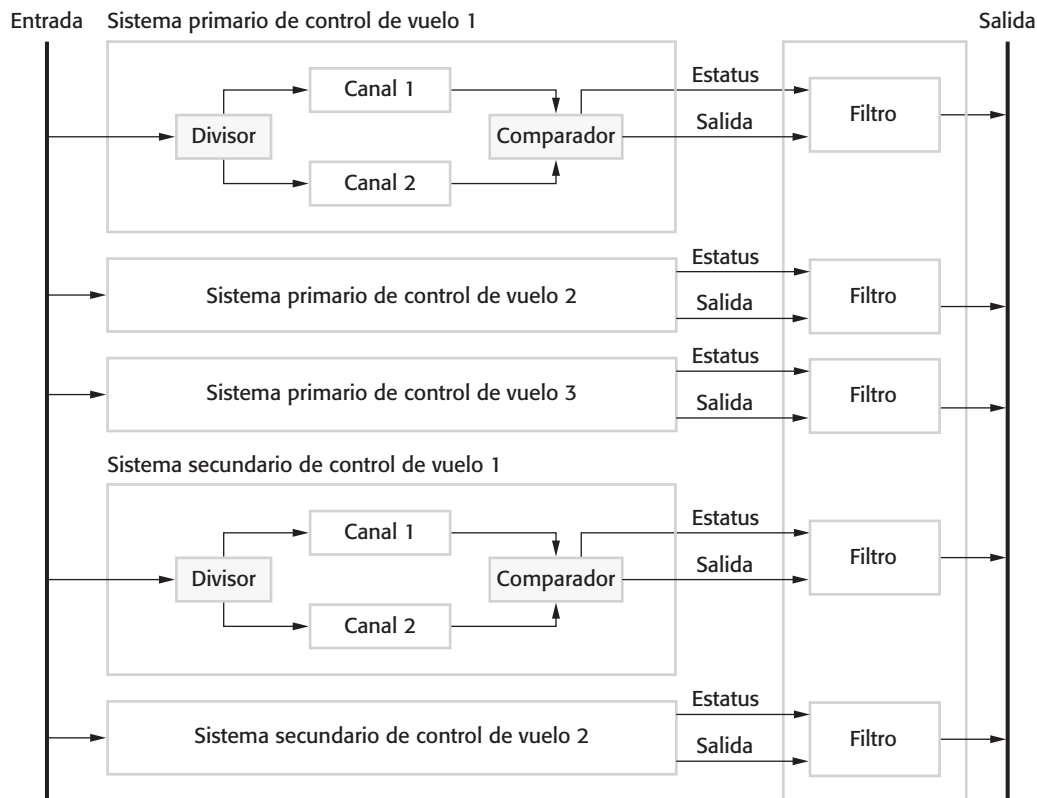 Entrada
Sistema primario de control de vuelo 1
Salida
Canal 1
Divisor
Comparador
Canal 2
Estatus
Salida
Filtro
Sistema primario de control de vuelo 2
Estatus
Salida
Filtro
Sistema primario de control de vuelo 3
Estatus
Salida
Filtro
Sistema secundario de control de vuelo 1
Canal 1
Divisor
Comparador
Canal 2
Estatus
Salida
Filtro
Sistema secundario de control de vuelo 2
Estatus
Salida
Filtro